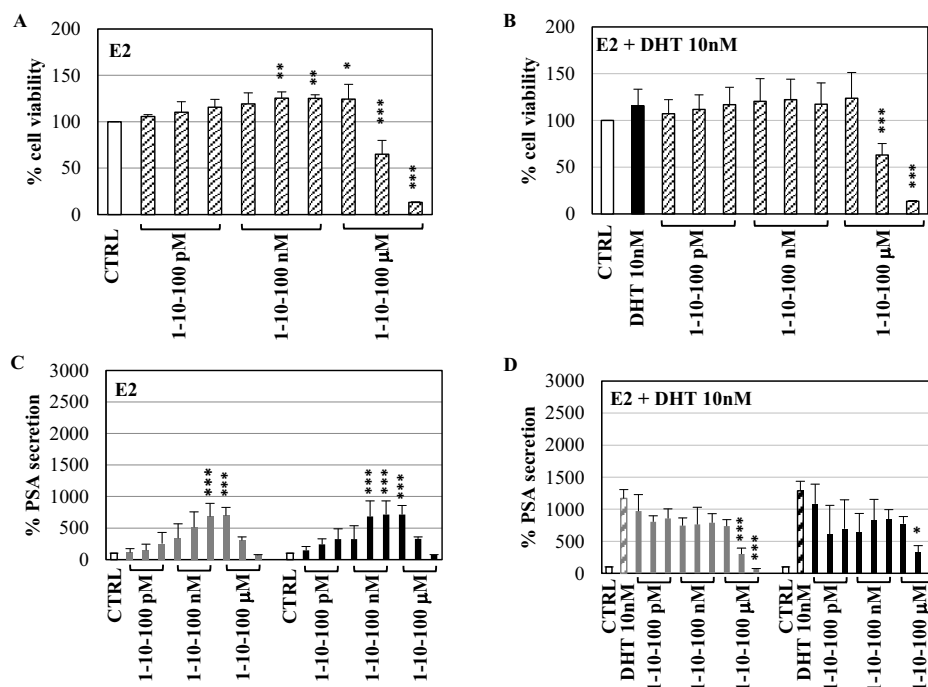 A
E2
% cell viability
200
150
100
50
0
**
**
*
***
***
CTRL
1-10-100 pM
1-10-100 nM
1-10-100 µM
B
E2 + DHT 10nM
% cell viability
200
150
100
50
0
***
***
CTRL
DHT 10nM
1-10-100 pM
1-10-100 nM
1-10-100 µM
C
E2
% PSA secretion
3000
2500
2000
1500
1000
500
0
***
***
***
***
***
CTRL
1-10-100 pM
1-10-100 nM
1-10-100 µM
CTRL
1-10-100 pM
1-10-100 nM
1-10-100 µM
D
E2 + DHT 10nM
% PSA secretion
3000
2500
2000
1500
1000
500
0
***
***
*
CTRL
DHT 10nM
1-10-100 pM
1-10-100 nM
1-10-100 µM
CTRL
DHT 10nM
1-10-100 pM
1-10-100 nM
1-10-100 µM